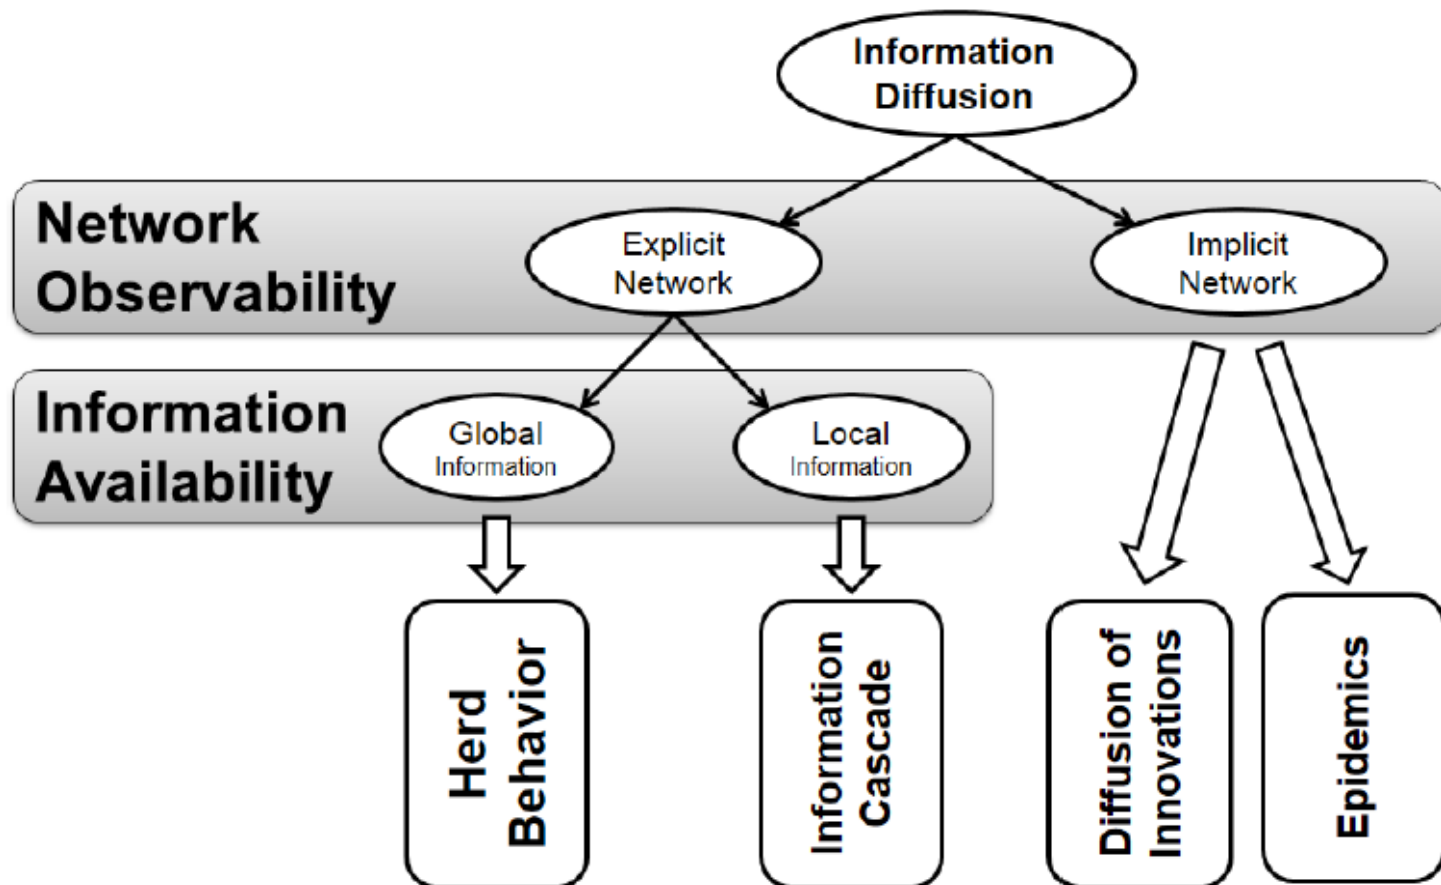 Information
Diffusion
Network
Observability
Explicit
Network
Implicit
Network
Information
Availability
Global
Information
Local
Information
Herd
Behavior
Information
Cascade
Diffusion of
Innovations
Epidemics